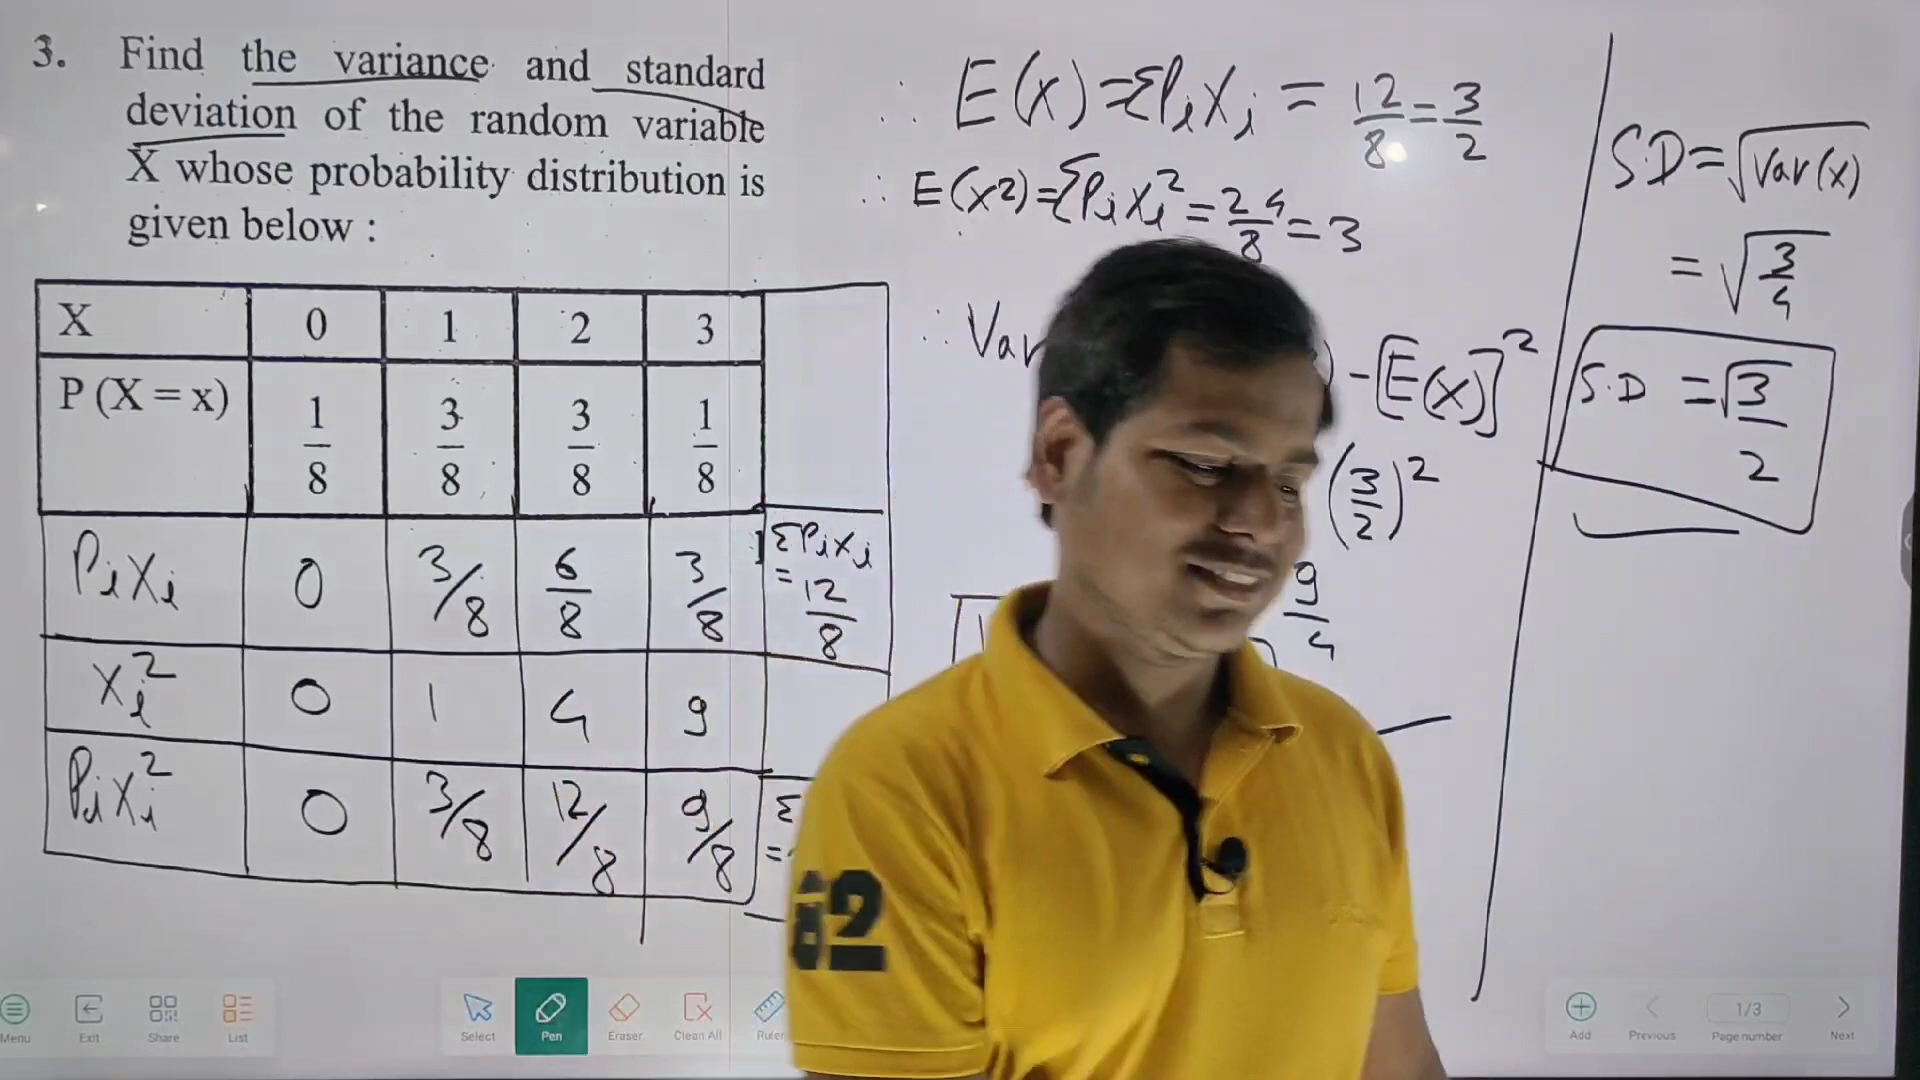 3. Find the variance and standard
deviation of the random variable
X whose probability distribution is
given below :
X 0 1 2 3
P (X = x) 1/8 3/8 3/8 1/8
PiXi 0 3/8 6/8 3/8 ΣPiXi = 12/8
Xi² 0 1 4 9
PiXi² 0 3/8 12/8 9/8 Σ =
∴ E(X) = ΣPiXi = 12/8 = 3/2
∴ E(X2) = ΣPiXi² = 24/8 = 3
∴ Var ) - [E(X)]²
(3/2)²
9/4
S.D = √Var(X)
= √3/4
S.D = √3/2
62
Menu Exit Share List Select Pen Eraser Clean All Ruler Add Previous 1/3 Page number Next